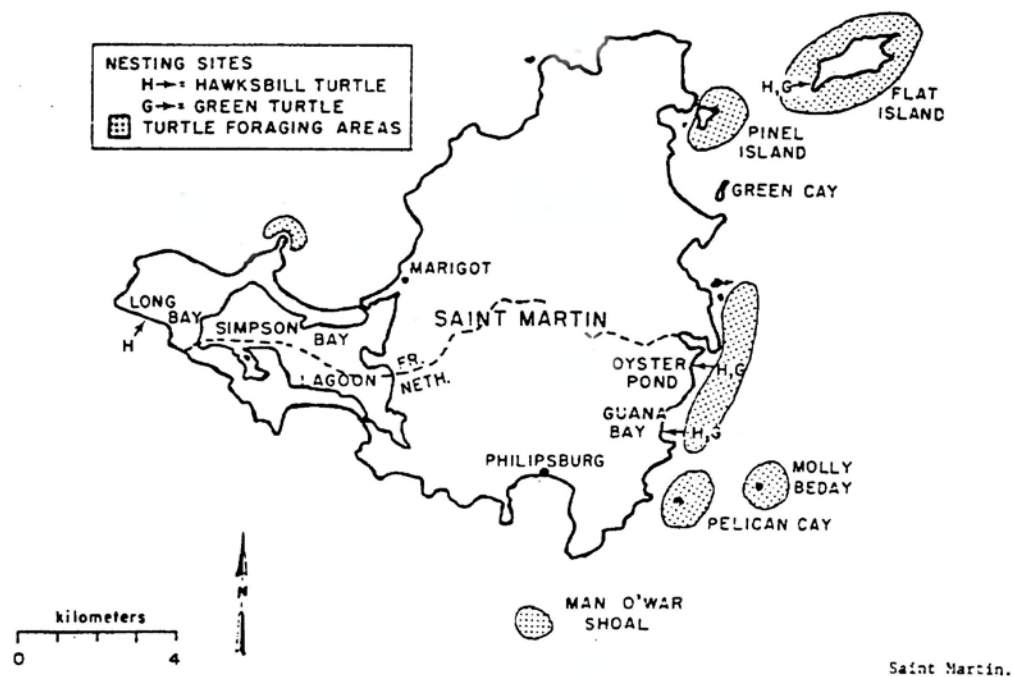 NESTING SITES
H→= HAWKSBILL TURTLE
G→= GREEN TURTLE
TURTLE FORAGING AREAS
H,G
FLAT
ISLAND
PINEL
ISLAND
GREEN CAY
MARIGOT
LONG
BAY
H
SIMPSON
BAY
LAGOON
SAINT MARTIN
FR.
NETH.
OYSTER
POND
H,G
GUANA
BAY
H,G
PHILIPSBURG
MOLLY
BEDAY
PELICAN CAY
MAN O'WAR
SHOAL
N
kilometers
0
4
Saint Martin.